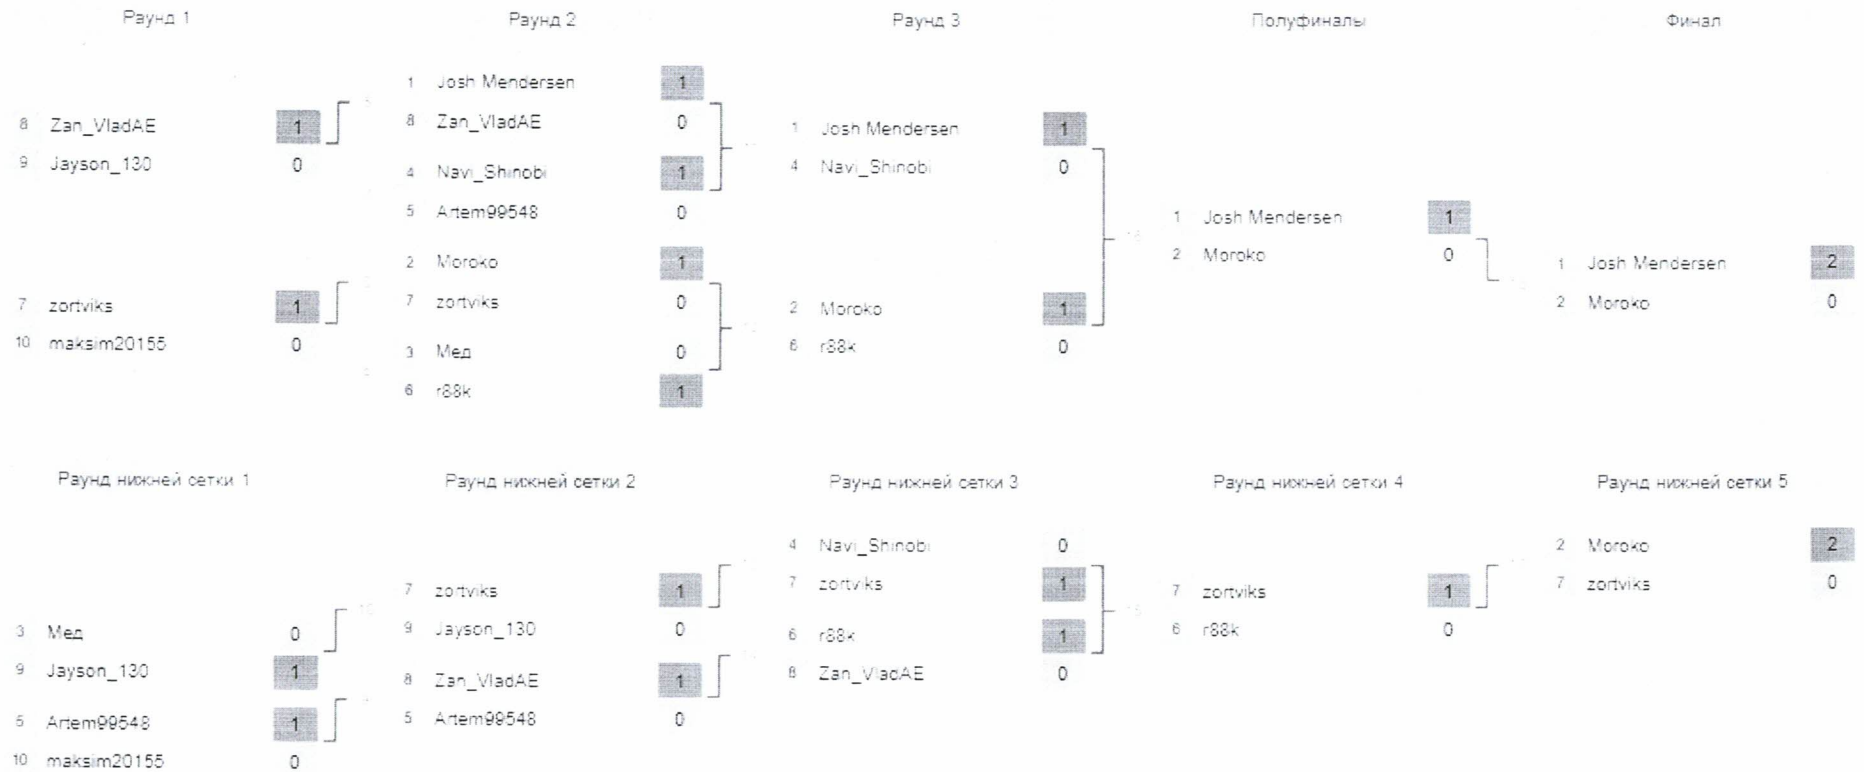 Раунд 1 Раунд 2 Раунд 3 Полуфиналы Финал
1 Josh Mendersen 1
8 Zan_VladAE 0
4 Navi_Shinobi 1
5 Artem99548 0
2 Moroko 1
7 zortviks 0
3 Мед 0
6 r88k 1
8 Zan_VladAE 1
9 Jayson_130 0
7 zortviks 1
10 maksim20155 0
1 Josh Mendersen 1
4 Navi_Shinobi 0
2 Moroko 1
6 r88k 0
1 Josh Mendersen 1
2 Moroko 0
1 Josh Mendersen 2
2 Moroko 0
Раунд нижней сетки 1 Раунд нижней сетки 2 Раунд нижней сетки 3 Раунд нижней сетки 4 Раунд нижней сетки 5
3 Мед 0
9 Jayson_130 1
5 Artem99548 1
10 maksim20155 0
7 zortviks 1
9 Jayson_130 0
8 Zan_VladAE 1
5 Artem99548 0
4 Navi_Shinobi 0
7 zortviks 1
6 r88k 1
8 Zan_VladAE 0
7 zortviks 1
6 r88k 0
2 Moroko 2
7 zortviks 0